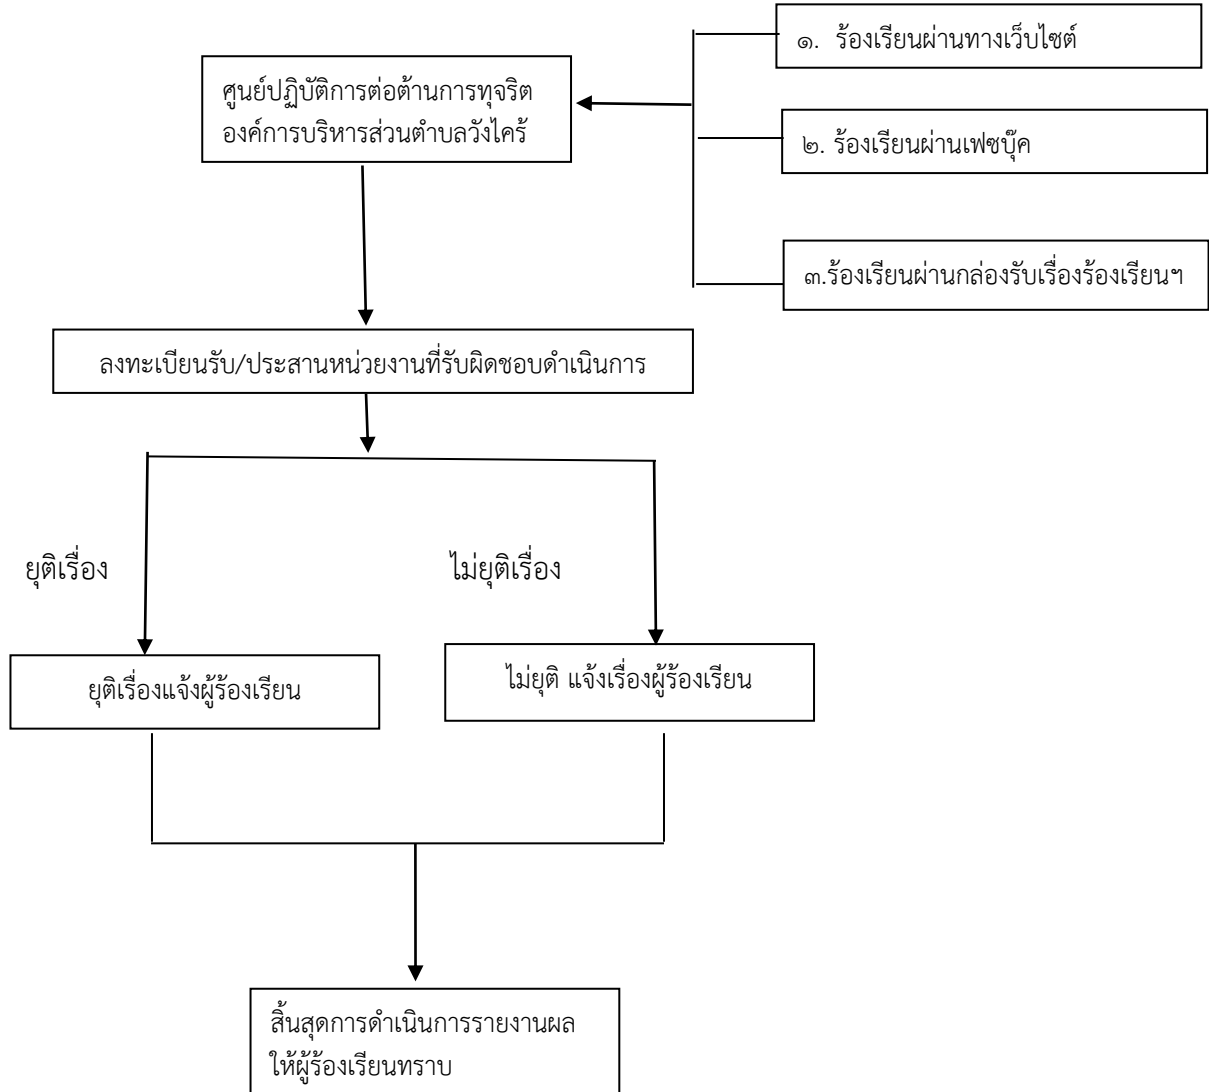 ๑. ร้องเรียนผ่านทางเว็บไซต์
ศูนย์ปฏิบัติการต่อต้านการทุจริต
องค์การบริหารส่วนตำบลวังไคร้
๒. ร้องเรียนผ่านเฟซบุ๊ค
๓.ร้องเรียนผ่านกล่องรับเรื่องร้องเรียนฯ
ลงทะเบียนรับ/ประสานหน่วยงานที่รับผิดชอบดำเนินการ
ยุติเรื่อง
ไม่ยุติเรื่อง
ยุติเรื่องแจ้งผู้ร้องเรียน
ไม่ยุติ แจ้งเรื่องผู้ร้องเรียน
สิ้นสุดการดำเนินการรายงานผล
ให้ผู้ร้องเรียนทราบ